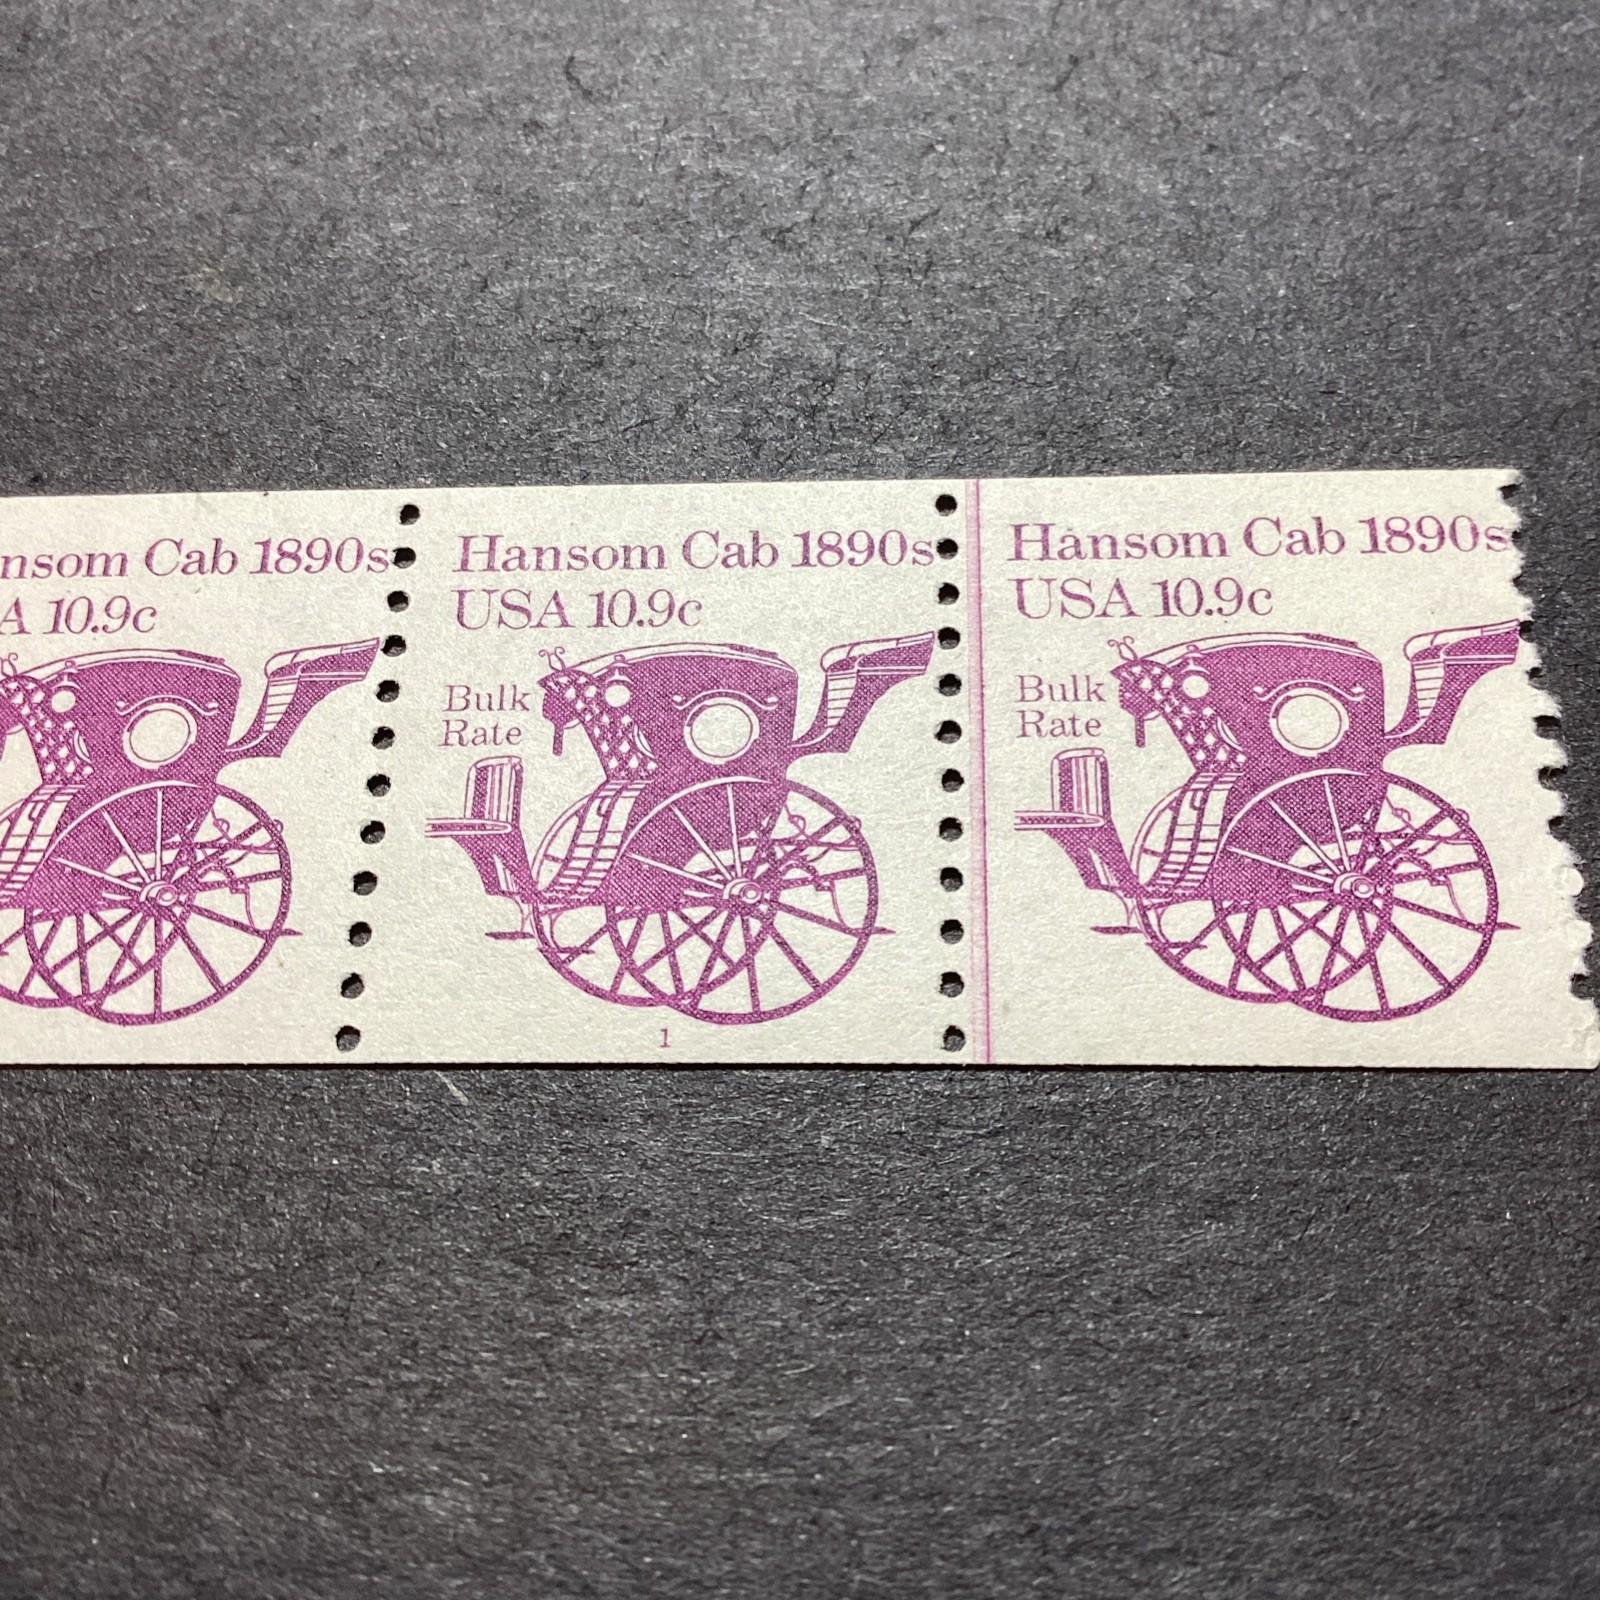 nsom Cab 1890s
A 10.9c
Hansom Cab 1890s
USA 10.9c
Bulk
Rate
1
Hansom Cab 1890s
USA 10.9c
Bulk
Rate